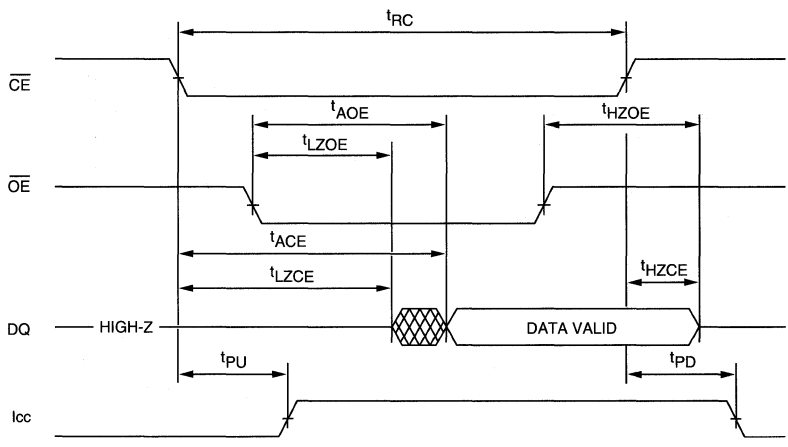 tRC
CE
tAOE
tHZOE
tLZOE
OE
tACE
tLZCE
tHZCE
DQ
HIGH-Z
DATA VALID
tPU
tPD
Icc